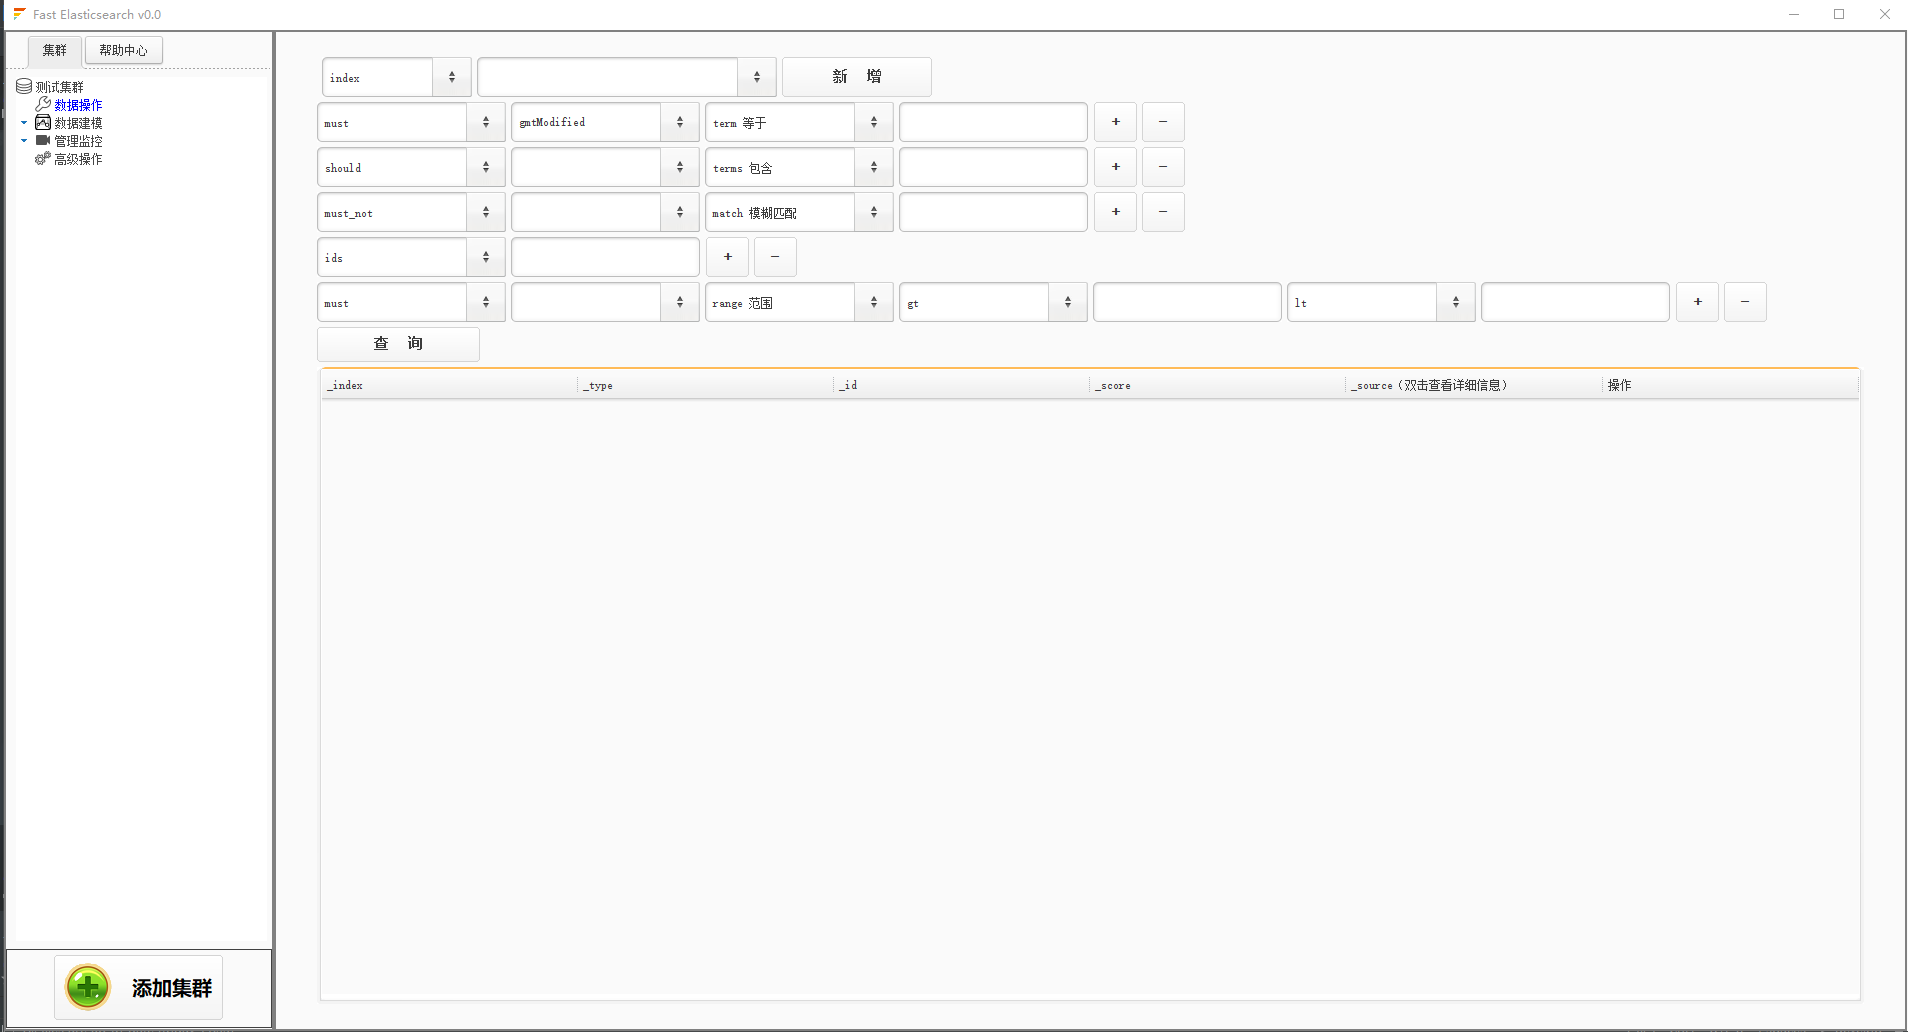 Fast Elasticsearch v0.0
集群 帮助中心
测试集群
数据操作
数据建模
管理监控
高级操作
添加集群
index 新 增
must gmtModified term 等于 + −
should terms 包含 + −
must_not match 模糊匹配 + −
ids + −
must range 范围 gt lt + −
查 询
_index _type _id _score _source（双击查看详细信息） 操作